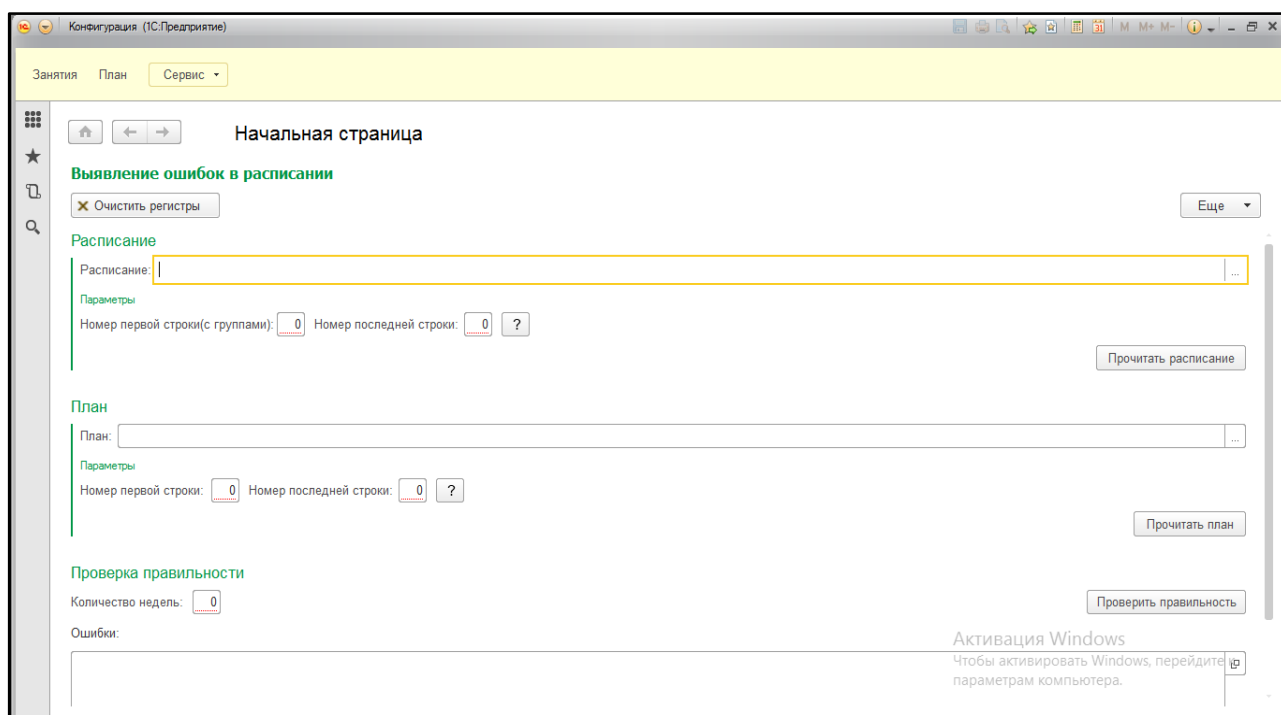 Конфигурация (1С:Предприятие)
M M+ M-
Занятия План Сервис
Начальная страница
Выявление ошибок в расписании
Очистить регистры Еще
Расписание
Расписание: ...
Параметры
Номер первой строки(с группами): 0 Номер последней строки: 0 ?
Прочитать расписание
План
План: ...
Параметры
Номер первой строки: 0 Номер последней строки: 0 ?
Прочитать план
Проверка правильности
Количество недель: 0 Проверить правильность
Ошибки:
Активация Windows
Чтобы активировать Windows, перейдите
параметрам компьютера.